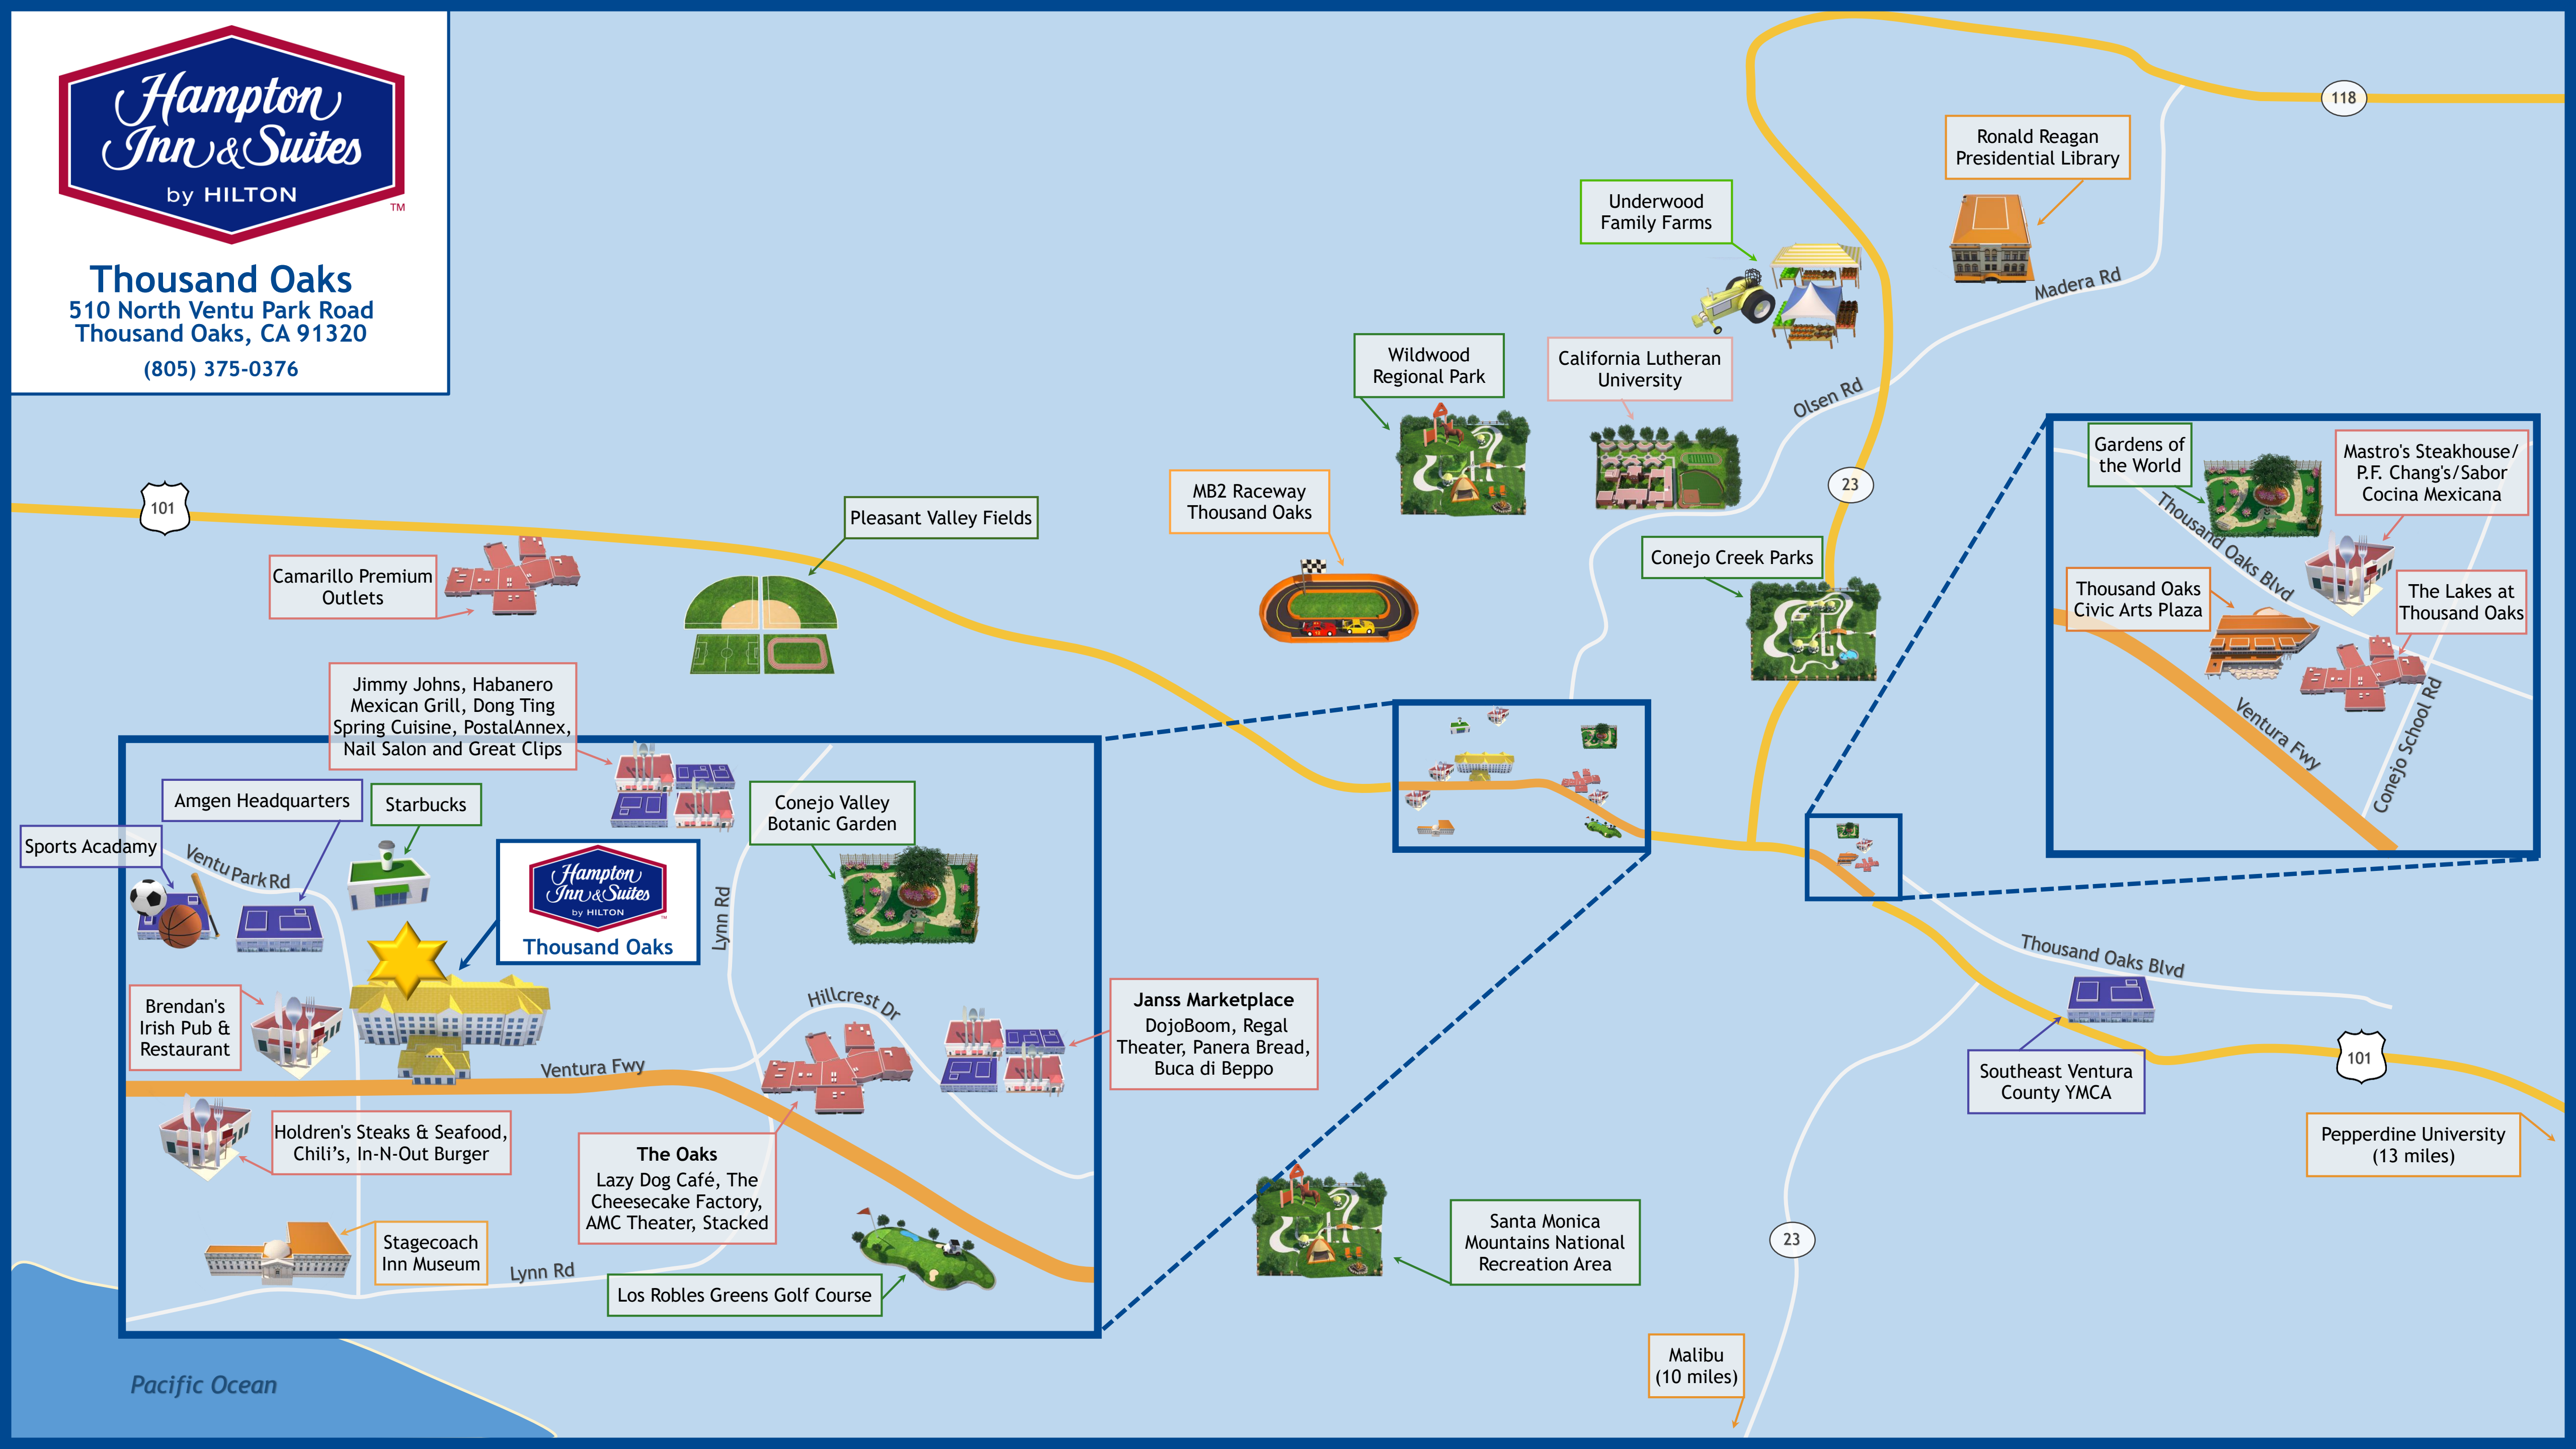 Hampton
Inn & Suites
by HILTON
TM
Thousand Oaks
510 North Ventu Park Road
Thousand Oaks, CA 91320
(805) 375-0376
118
Ronald Reagan
Presidential Library
Underwood
Family Farms
Madera Rd
Wildwood
Regional Park
California Lutheran
University
Olsen Rd
23
101
Camarillo Premium
Outlets
Pleasant Valley Fields
MB2 Raceway
Thousand Oaks
Conejo Creek Parks
Gardens of
the World
Mastro's Steakhouse/
P.F. Chang's/Sabor
Cocina Mexicana
Thousand Oaks Blvd
Thousand Oaks
Civic Arts Plaza
The Lakes at
Thousand Oaks
Ventura Fwy
Conejo School Rd
Jimmy Johns, Habanero
Mexican Grill, Dong Ting
Spring Cuisine, PostalAnnex,
Nail Salon and Great Clips
Amgen Headquarters
Starbucks
Sports Acadamy
Ventu Park Rd
Conejo Valley
Botanic Garden
Hampton
Inn & Suites
by HILTON
TM
Thousand Oaks
Lynn Rd
Brendan's
Irish Pub &
Restaurant
Hillcrest Dr
Ventura Fwy
Janss Marketplace
DojoBoom, Regal
Theater, Panera Bread,
Buca di Beppo
Holdren's Steaks & Seafood,
Chili’s, In-N-Out Burger
The Oaks
Lazy Dog Café, The
Cheesecake Factory,
AMC Theater, Stacked
Stagecoach
Inn Museum
Lynn Rd
Los Robles Greens Golf Course
Thousand Oaks Blvd
Southeast Ventura
County YMCA
101
Pepperdine University
(13 miles)
Santa Monica
Mountains National
Recreation Area
23
Malibu
(10 miles)
Pacific Ocean